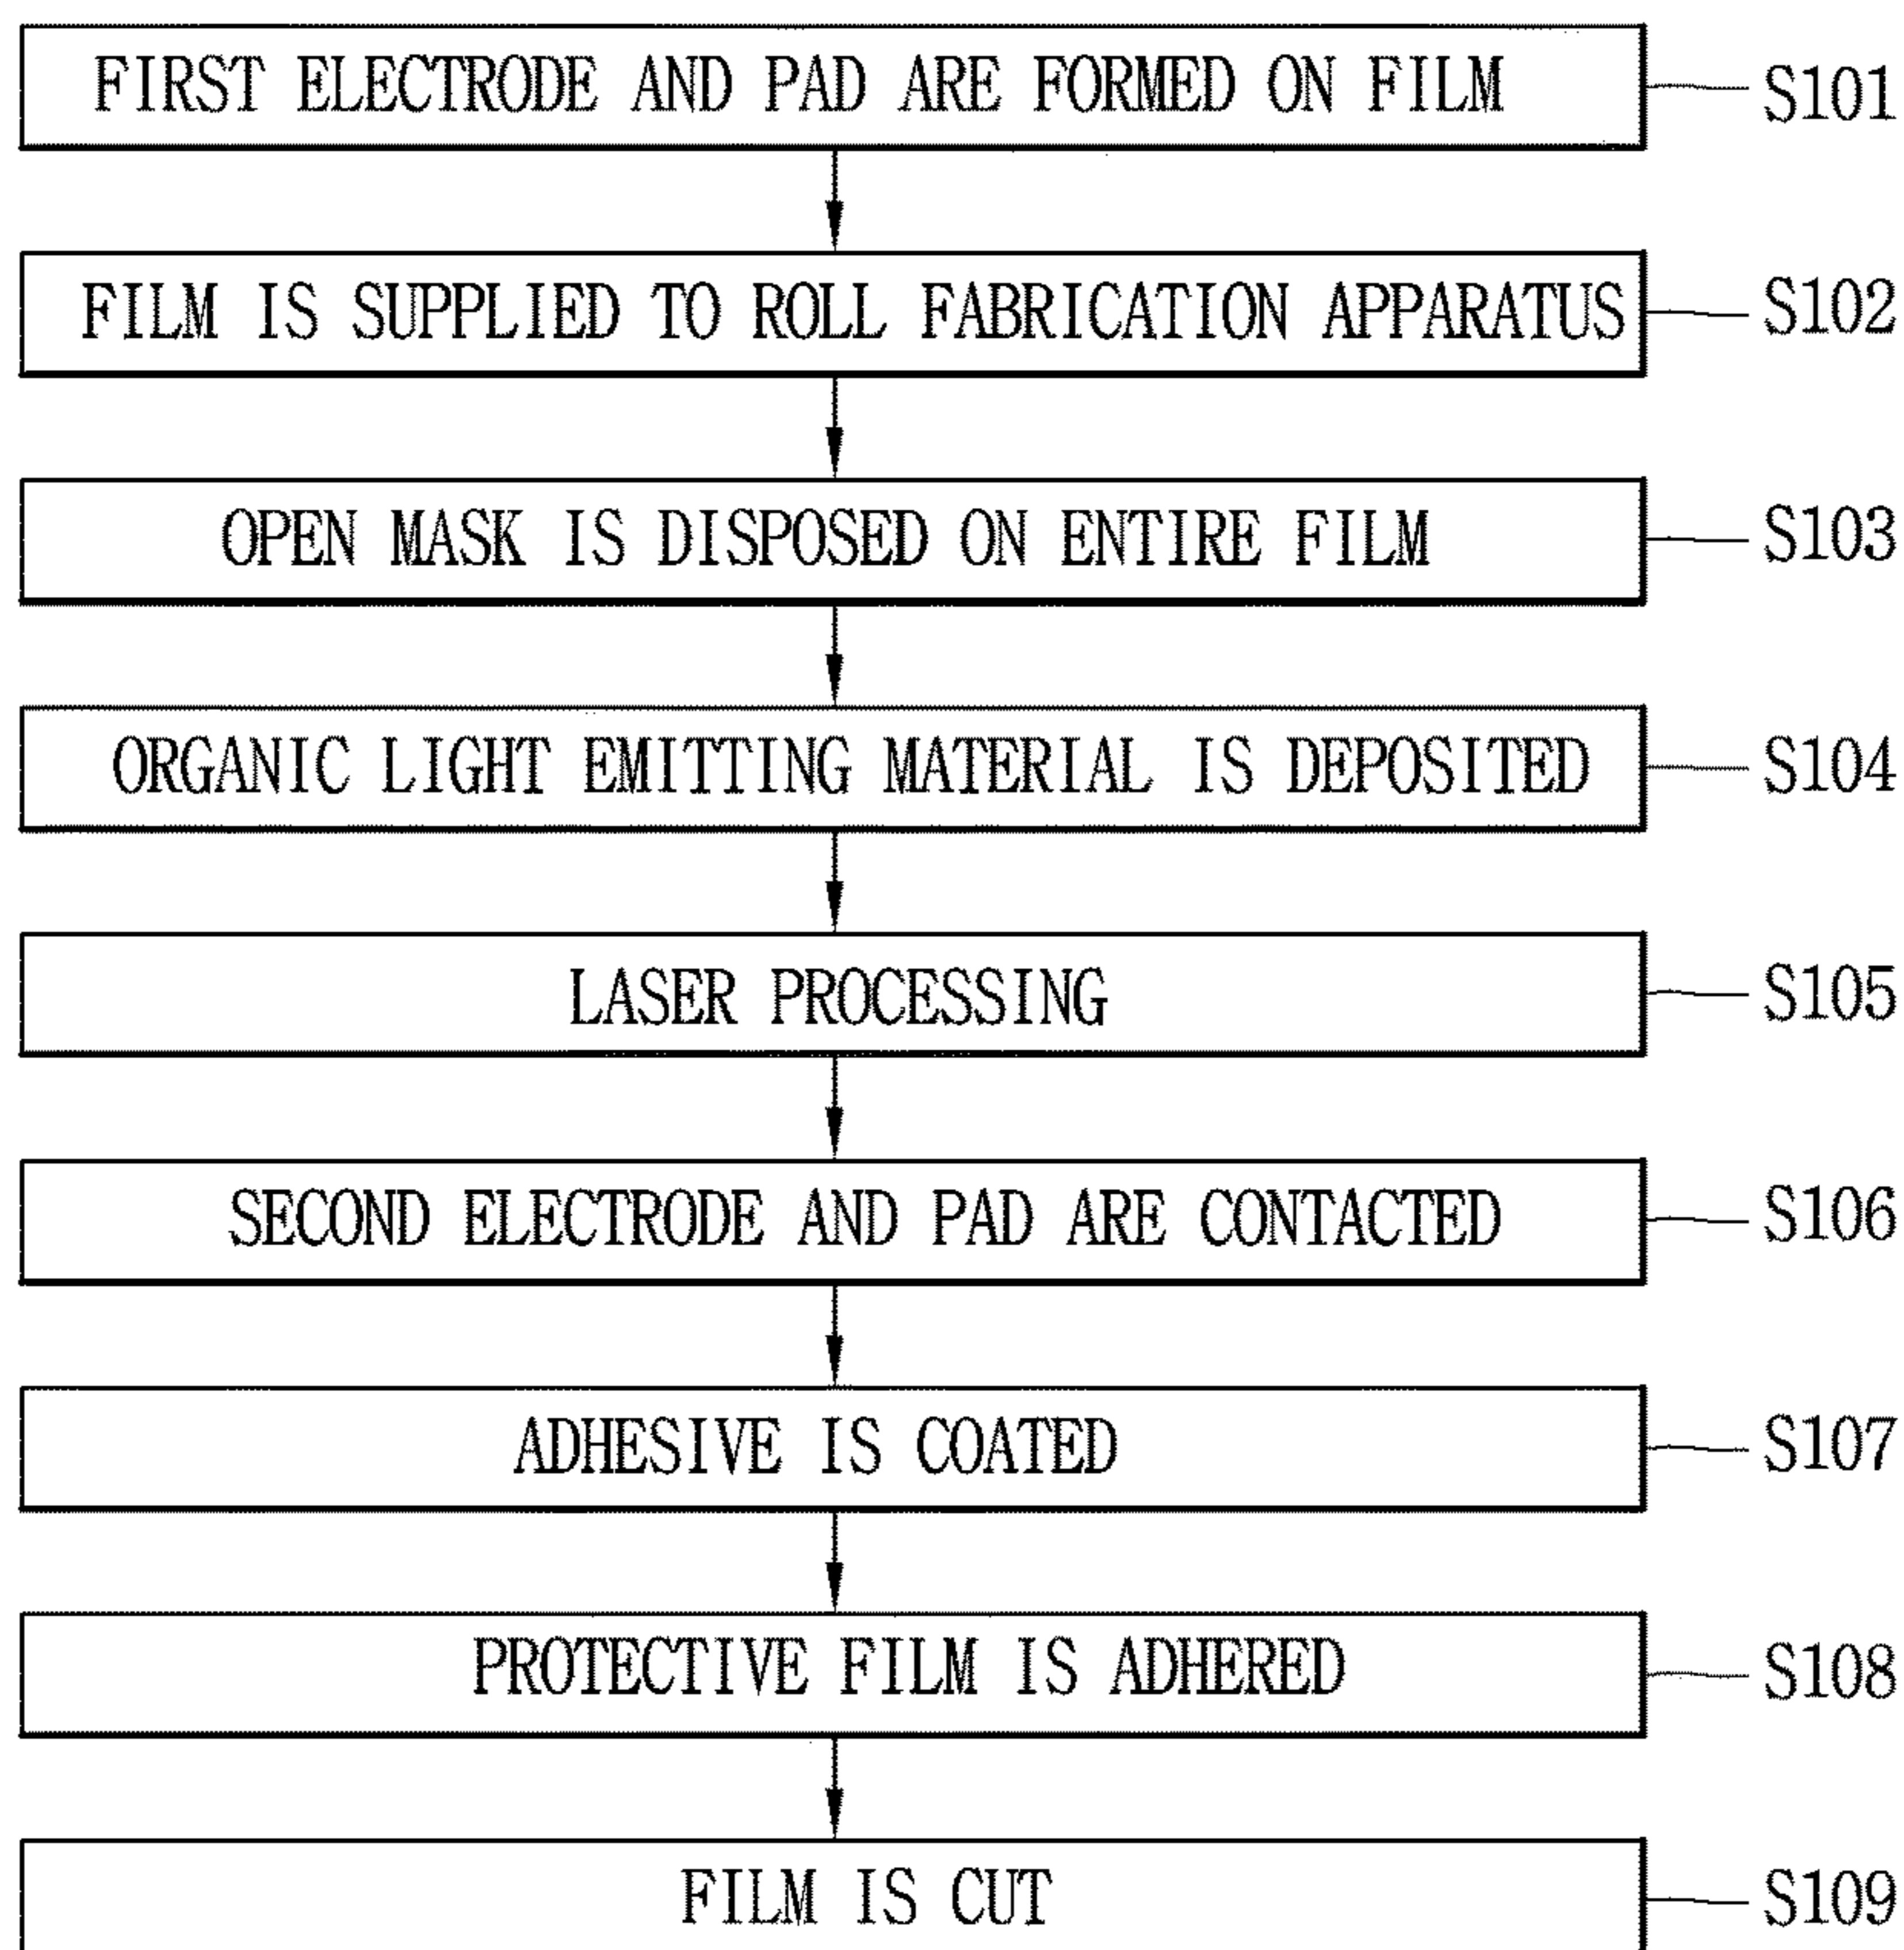 FIRST ELECTRODE AND PAD ARE FORMED ON FILM S101
FILM IS SUPPLIED TO ROLL FABRICATION APPARATUS S102
OPEN MASK IS DISPOSED ON ENTIRE FILM S103
ORGANIC LIGHT EMITTING MATERIAL IS DEPOSITED S104
LASER PROCESSING S105
SECOND ELECTRODE AND PAD ARE CONTACTED S106
ADHESIVE IS COATED S107
PROTECTIVE FILM IS ADHERED S108
FILM IS CUT S109